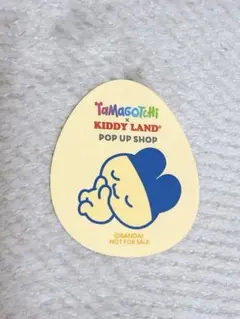 TaMaGOTCHi
×
KIDDY LAND®
POP UP SHOP
©BANDAI
NOT FOR SALE